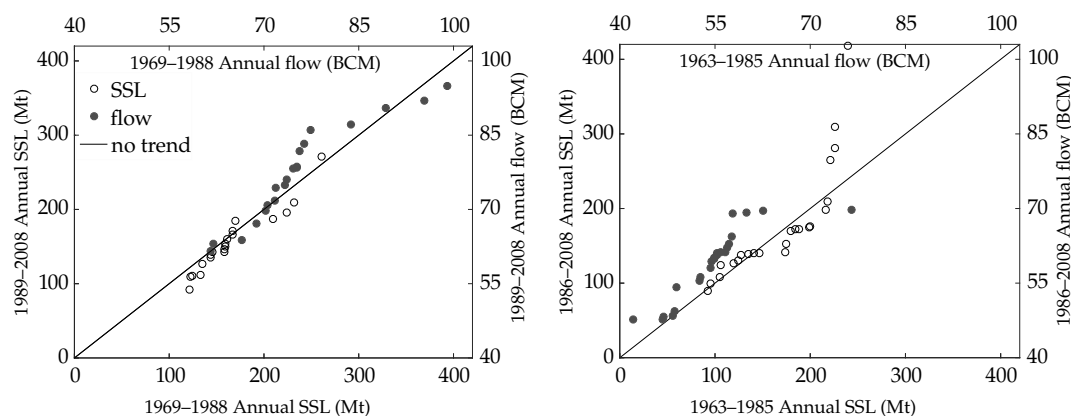 40 55 70 85 100
1969–1988 Annual flow (BCM)
SSL
flow
no trend
400
300
200
100
0
1989–2008 Annual SSL (Mt)
100
85
70
55
40
1989–2008 Annual flow (BCM)
0 100 200 300 400
1969–1988 Annual SSL (Mt)
40 55 70 85 100
1963–1985 Annual flow (BCM)
400
300
200
100
0
1986–2008 Annual SSL (Mt)
100
85
70
55
40
1986–2008 Annual flow (BCM)
0 100 200 300 400
1963–1985 Annual SSL (Mt)